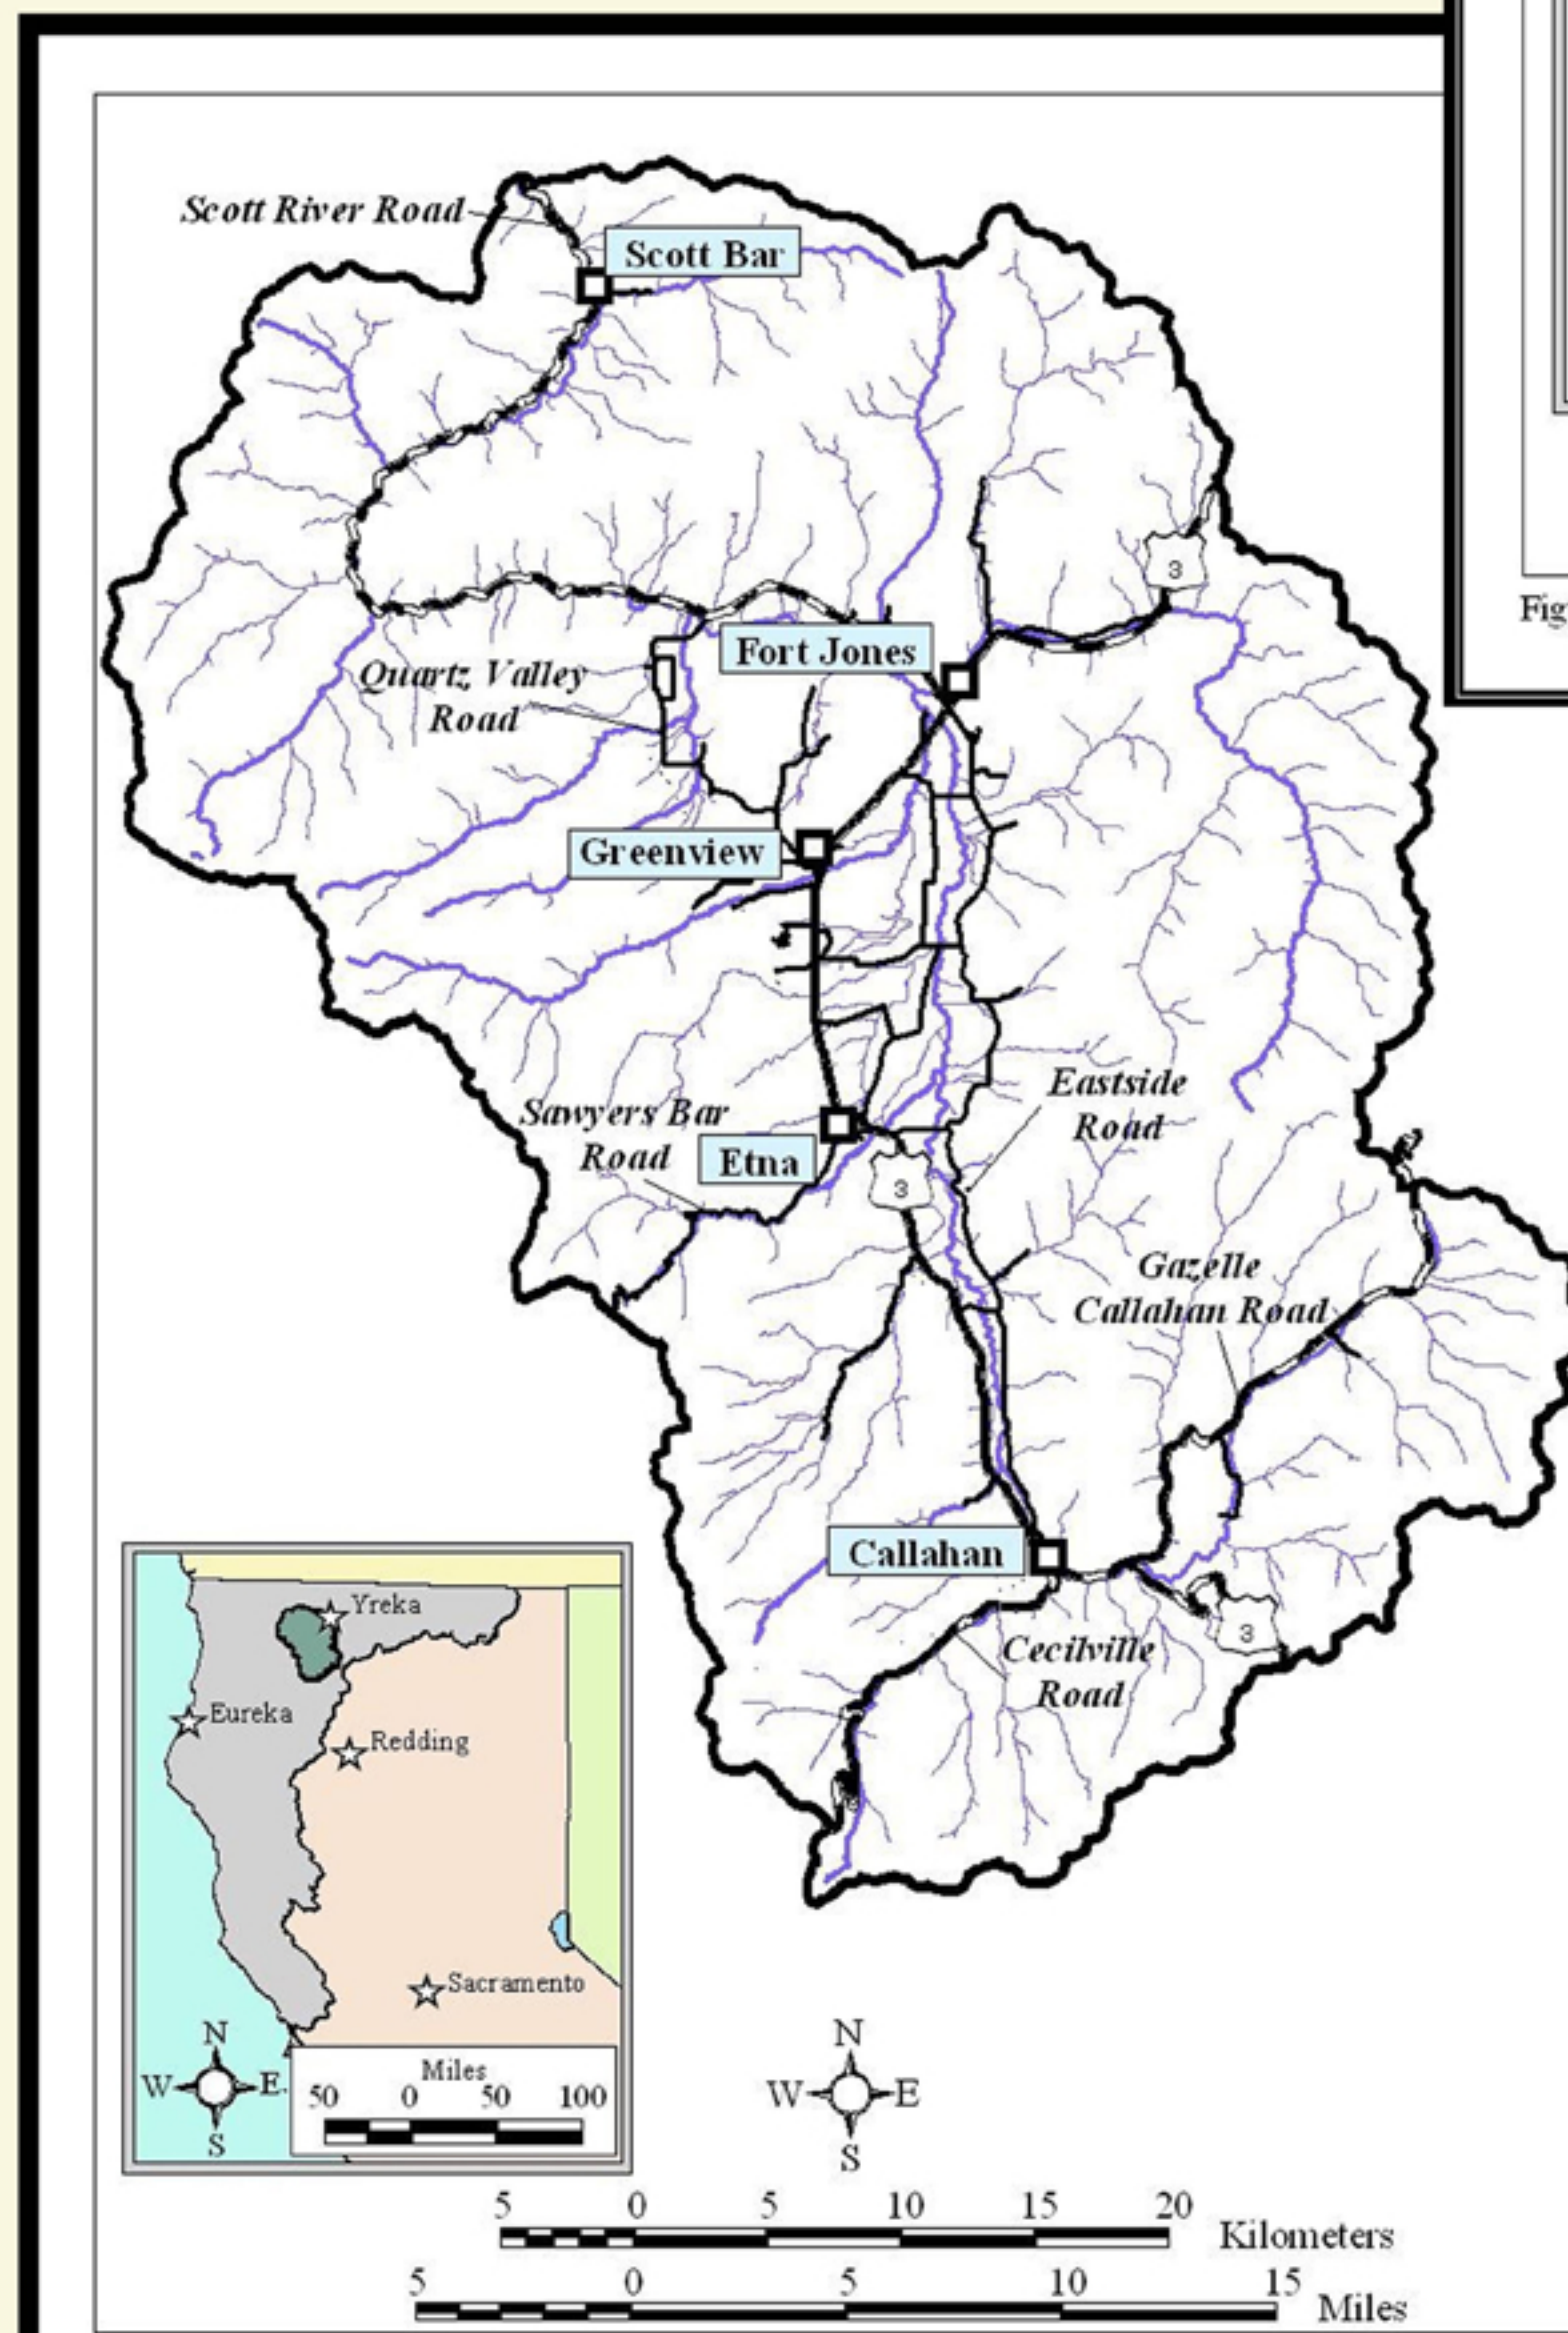 Scott River Road
Scott Bar
3
Fig
Fort Jones
Quartz Valley
Road
Greenview
Eastside
Road
Sawyers Bar
Road
Etna
3
Gazelle
Callahan Road
Callahan
Yreka
3
Cecilville
Road
Eureka
Redding
Sacramento
N
W E
S
Miles
50 0 50 100
N
W E
S
5 0 5 10 15 20
Kilometers
5 0 5 10 15
Miles